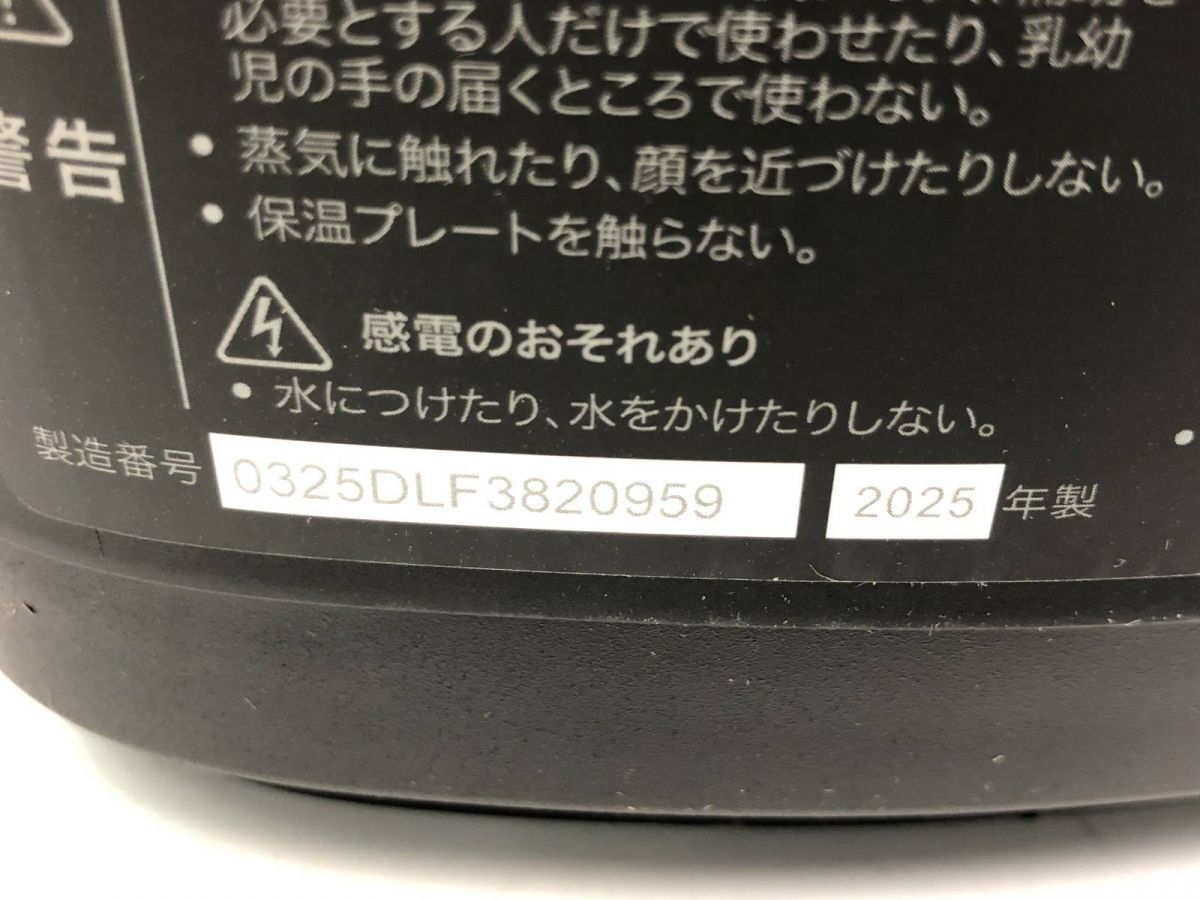 必要とする人だけで使わせたり、乳幼
児の手の届くところで使わない。
警告
• 蒸気に触れたり、顔を近づけたりしない。
• 保温プレートを触らない。
感電のおそれあり
• 水につけたり、水をかけたりしない。
製造番号 0325DLF3820959 2025 年製